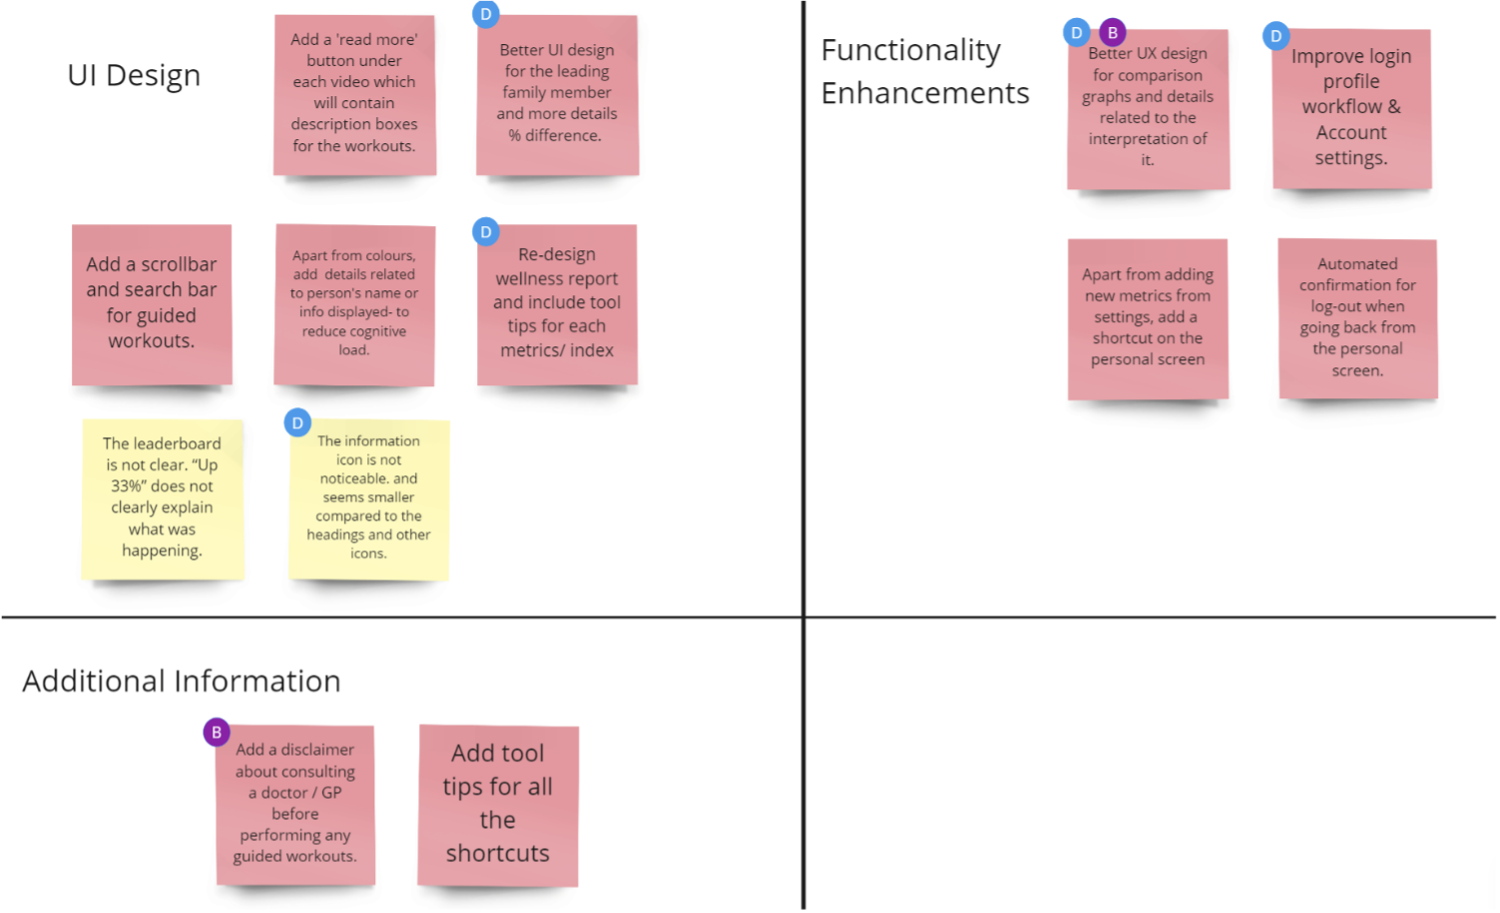 UI Design
Add a 'read more'
button under
each video which
will contain
description boxes
for the workouts.
D
Better UI design
for the leading
family member
and more details
% difference.
Add a scrollbar
and search bar
for guided
workouts.
Apart from colours,
add details related
to person's name or
info displayed- to
reduce cognitive
load.
D
Re-design
wellness report
and include tool
tips for each
metrics/ index
The leaderboard
is not clear. “Up
33%” does not
clearly explain
what was
happening.
D
The information
icon is not
noticeable. and
seems smaller
compared to the
headings and other
icons.
Functionality
Enhancements
D
B
Better UX design
for comparison
graphs and details
related to the
interpretation of
it.
D
Improve login
profile
workflow &
Account
settings.
Apart from adding
new metrics from
settings, add a
shortcut on the
personal screen
Automated
confirmation for
log-out when
going back from
the personal
screen.
Additional Information
B
Add a disclaimer
about consulting
a doctor / GP
before
performing any
guided workouts.
Add tool
tips for all
the
shortcuts